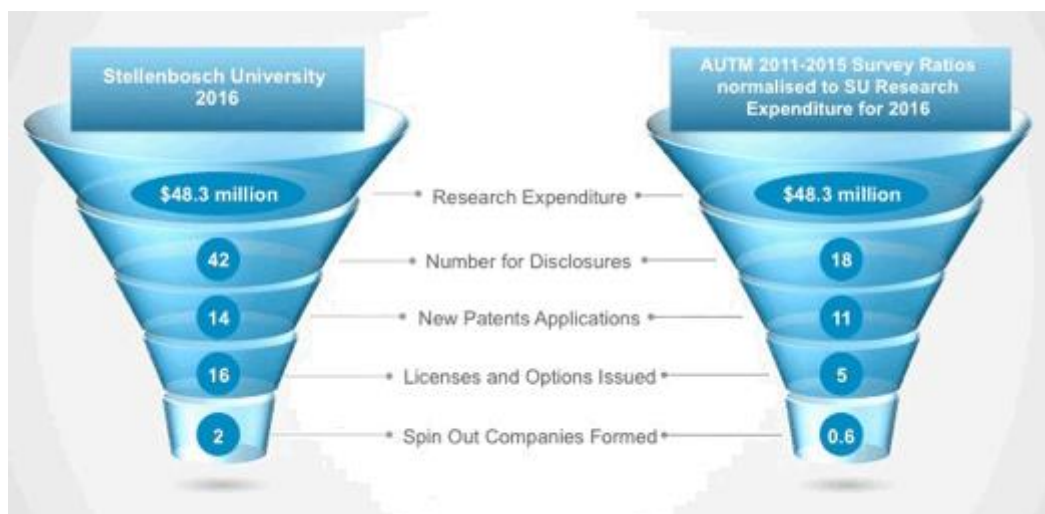 Stellenbosch University
2016
AUTM 2011-2015 Survey Ratios
normalised to SU Research
Expenditure for 2016
$48.3 million
Research Expenditure
$48.3 million
42
Number for Disclosures
18
14
New Patents Applications
11
16
Licenses and Options Issued
5
2
Spin Out Companies Formed
0.6